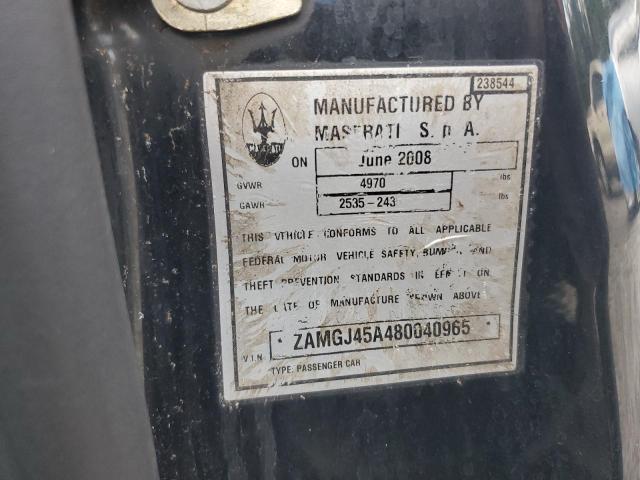 238544
MANUFACTURED BY
MASERATI S.p.A.
MASERATI
ON June 2008
GVWR 4970 lbs
GAWR 2535-243 lbs
THIS VEHICLE CONFORMS TO ALL APPLICABLE
FEDERAL MOTOR VEHICLE SAFETY, BUMPER, AND
THEFT PREVENTION STANDARDS IN EFFECT ON
THE DATE OF MANUFACTURE SHOWN ABOVE
* ZAMGJ45A480040965 *
V.I.N
TYPE: PASSENGER CAR